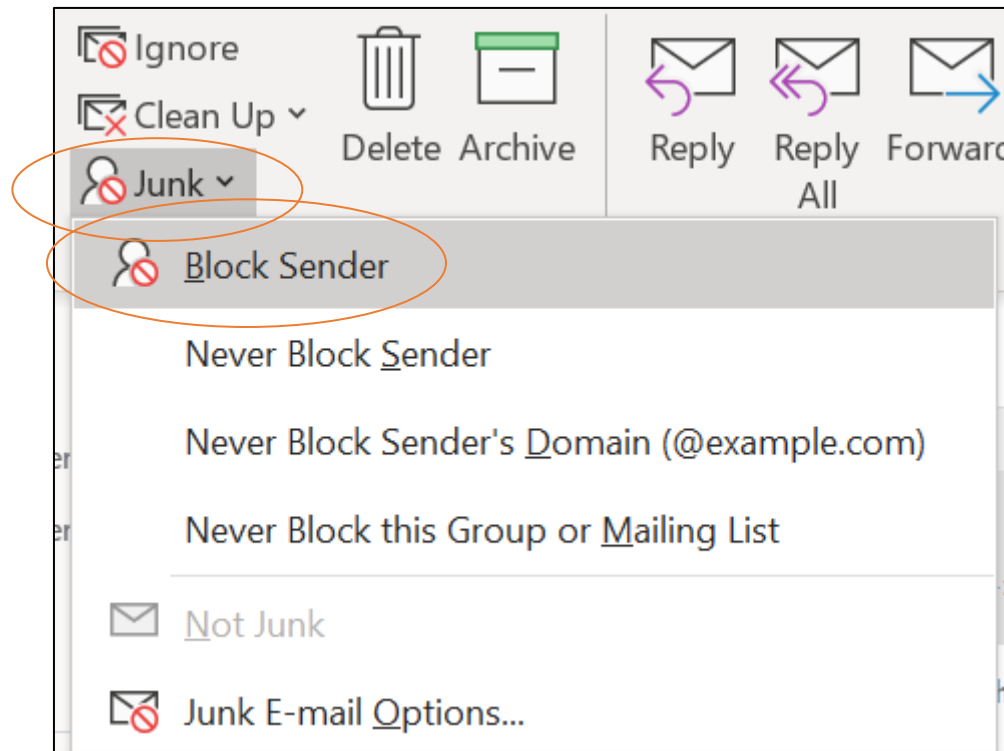 Ignore
Clean Up
Junk
Delete
Archive
Reply
Reply
All
Block Sender
Never Block Sender
Never Block Sender's Domain (@example.com)
Never Block this Group or Mailing List
Not Junk
Junk E-mail Options...